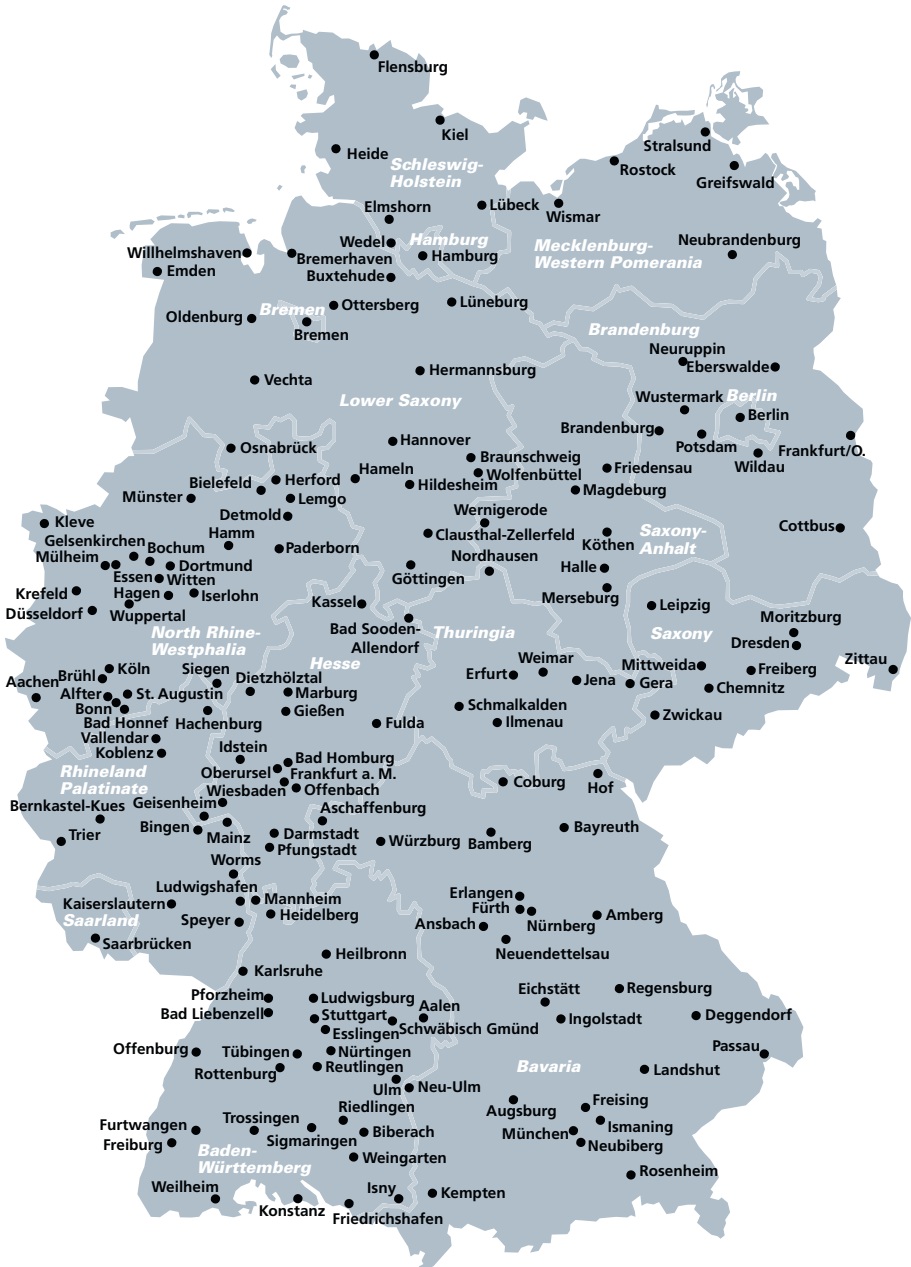 Flensburg
Kiel
Heide
Schleswig-
Holstein
Stralsund
Rostock
Greifswald
Elmshorn
Lübeck
Wismar
Wedel
Hamburg
Mecklenburg-
Western Pomerania
Neubrandenburg
Willhelmshaven
Bremerhaven
Hamburg
Emden
Buxtehude
Bremen
Ottersberg
Lüneburg
Oldenburg
Bremen
Brandenburg
Neuruppin
Eberswalde
Hermannsburg
Vechta
Lower Saxony
Wustermark
Berlin
Berlin
Brandenburg
Potsdam
Frankfurt/O.
Wildau
Osnabrück
Hannover
Braunschweig
Hameln
Wolfenbüttel
Friedensau
Bielefeld
Herford
Hildesheim
Magdeburg
Münster
Lemgo
Detmold
Wernigerode
Kleve
Hamm
Clausthal-Zellerfeld
Köthen
Saxony-
Anhalt
Cottbus
Gelsenkirchen
Bochum
Paderborn
Nordhausen
Mülheim
Dortmund
Göttingen
Halle
Essen
Witten
Krefeld
Hagen
Iserlohn
Merseburg
Düsseldorf
Wuppertal
Kassel
Leipzig
Bad Sooden-
Allendorf
Moritzburg
North Rhine-
Westphalia
Thuringia
Saxony
Dresden
Hesse
Zittau
Köln
Brühl
Siegen
Dietzhölztal
Weimar
Erfurt
Mittweida
Freiberg
Aachen
Alfter
St. Augustin
Marburg
Jena
Gera
Chemnitz
Bonn
Bad Honnef
Hachenburg
Gießen
Fulda
Schmalkalden
Ilmenau
Zwickau
Vallendar
Koblenz
Idstein
Bad Homburg
Rhineland
Palatinate
Oberursel
Frankfurt a. M.
Wiesbaden
Offenbach
Coburg
Hof
Bernkastel-Kues
Geisenheim
Aschaffenburg
Trier
Bingen
Mainz
Darmstadt
Pfungstadt
Würzburg
Bamberg
Bayreuth
Worms
Ludwigshafen
Mannheim
Kaiserslautern
Heidelberg
Saarland
Speyer
Saarbrücken
Erlangen
Fürth
Ansbach
Nürnberg
Amberg
Neuendettelsau
Heilbronn
Karlsruhe
Pforzheim
Ludwigsburg
Eichstätt
Regensburg
Bad Liebenzell
Stuttgart
Aalen
Schwäbisch Gmünd
Esslingen
Ingolstadt
Deggendorf
Offenburg
Tübingen
Nürtingen
Passau
Rottenburg
Reutlingen
Bavaria
Landshut
Ulm
Neu-Ulm
Riedlingen
Augsburg
Freising
Furtwangen
Trossingen
Ismaning
Freiburg
Sigmaringen
Biberach
München
Neubiberg
Baden-
Württemberg
Weingarten
Rosenheim
Weilheim
Isny
Kempten
Konstanz
Friedrichshafen